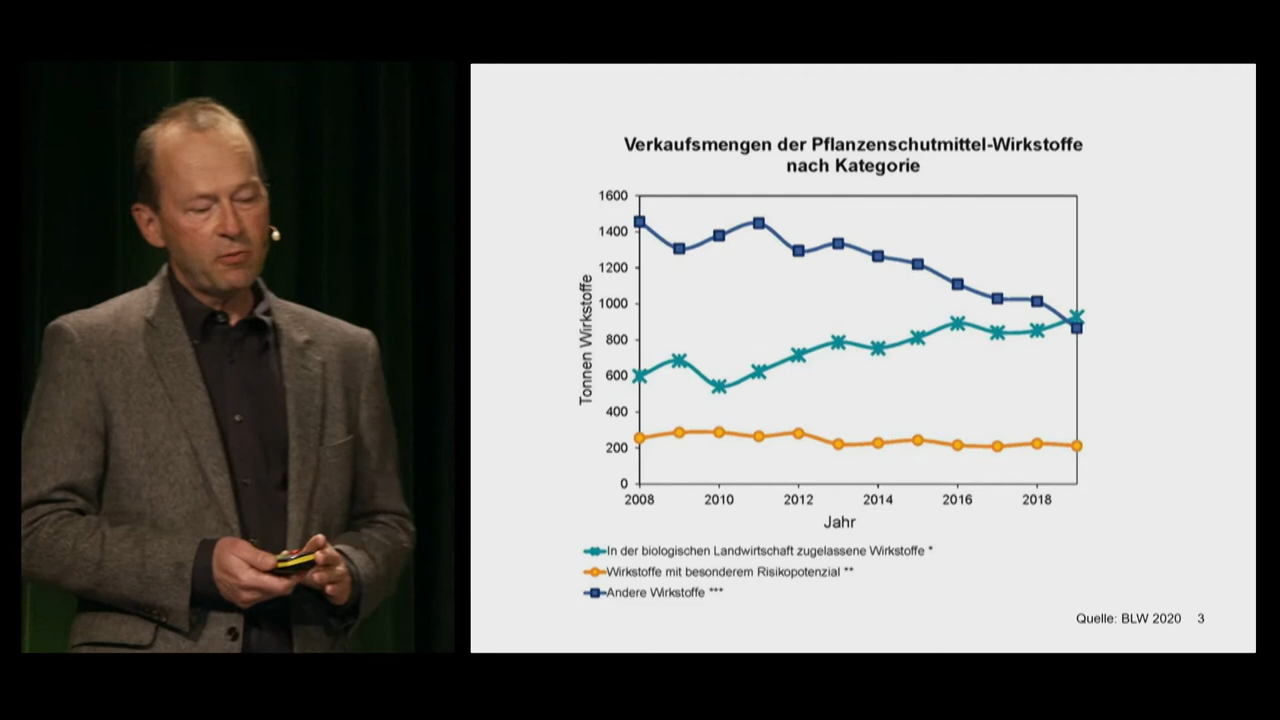 Verkaufsmengen der Pflanzenschutmittel-Wirkstoffe
nach Kategorie
Tonnen Wirkstoffe
1600
1400
1200
1000
800
600
400
200
0
2008 2010 2012 2014 2016 2018
Jahr
In der biologischen Landwirtschaft zugelassene Wirkstoffe *
Wirkstoffe mit besonderem Risikopotenzial **
Andere Wirkstoffe ***
Quelle: BLW 2020 3